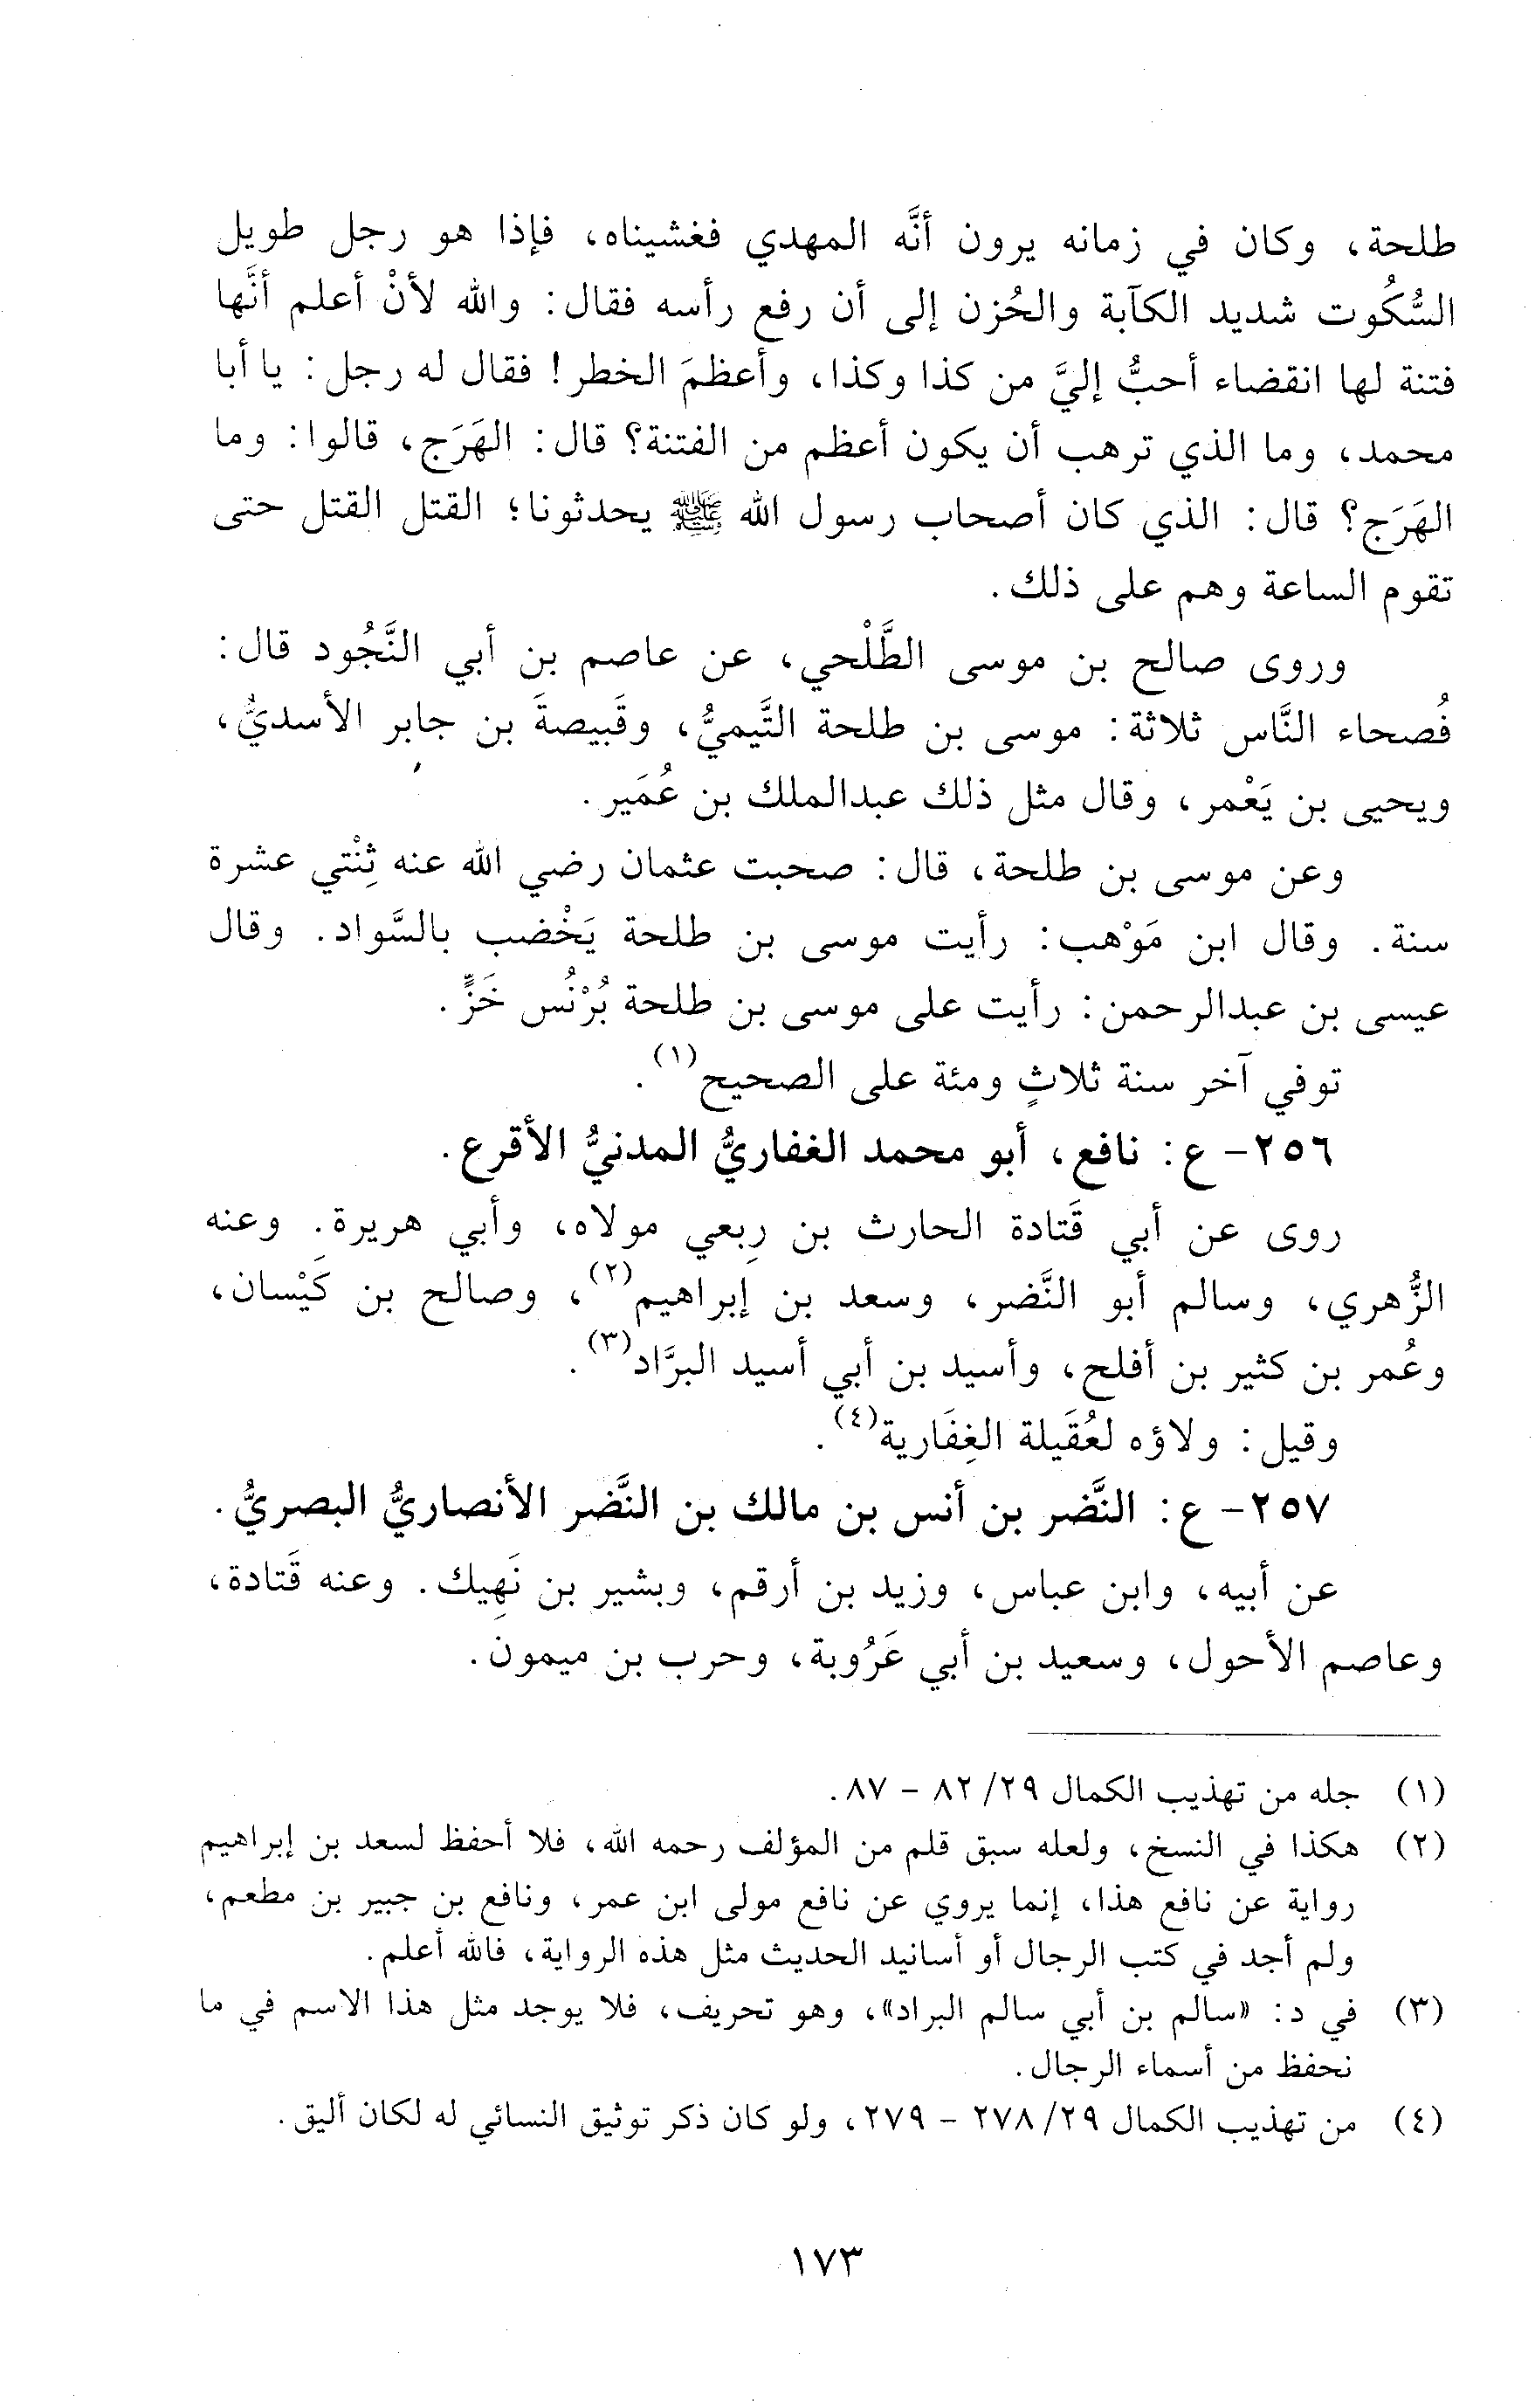 طلحة، وكان في زمانه يرون أنَّه المهدي فغشيناه، فإذا هو رجل طويل
السُّكُوت شديد الكآبة والحُزن إلى أن رفع رأسه فقال: والله لأنْ أعلم أنَّها
فتنة لها انقضاء أحبُّ إليَّ من كذا وكذا، وأعظمَ الخطر! فقال له رجل: يا أبا
محمد، وما الذي ترهب أن يكون أعظم من الفتنة؟ قال: الهَرَج، قالوا: وما
الهَرَج؟ قال: الذي كان أصحاب رسول الله ﷺ يحدثونا؛ القتل القتل حتى
تقوم الساعة وهم على ذلك.
وروى صالح بن موسى الطَّلْحي، عن عاصم بن أبي النَّجُود قال:
فُصحاء النَّاس ثلاثة: موسى بن طلحة التَّيميُّ، وقَبيصةَ بن جابر الأسديُّ،
ويحيى بن يَعْمر، وقال مثل ذلك عبدالملك بن عُمَير.
وعن موسى بن طلحة، قال: صحبت عثمان رضي الله عنه ثِنْتي عشرة
سنة. وقال ابن مَوْهب: رأيت موسى بن طلحة يَخْضب بالسَّواد. وقال
عيسى بن عبدالرحمن: رأيت على موسى بن طلحة بُرْنُس خَزٍّ.
توفي آخر سنة ثلاثٍ ومئة على الصحيح(١).
٢٥٦- ع: نافع، أبو محمد الغفاريُّ المدنيُّ الأقرع.
روى عن أبي قَتادة الحارث بن رِبعي مولاه، وأبي هريرة. وعنه
الزُّهري، وسالم أبو النَّضر، وسعد بن إبراهيم(٢)، وصالح بن كَيْسان،
وعُمر بن كثير بن أفلح، وأسيد بن أبي أسيد البرَّاد(٣).
وقيل: ولاؤه لعُقَيلة الغِفَارية(٤).
٢٥٧- ع: النَّضر بن أنس بن مالك بن النَّضر الأنصاريُّ البصريُّ.
عن أبيه، وابن عباس، وزيد بن أرقم، وبشير بن نَهِيك. وعنه قَتادة،
وعاصم الأحول، وسعيد بن أبي عَرُوبة، وحرب بن ميمون.
(١) جله من تهذيب الكمال ٢٩/ ٨٢ - ٨٧.
(٢) هكذا في النسخ، ولعله سبق قلم من المؤلف رحمه الله، فلا أحفظ لسعد بن إبراهيم
رواية عن نافع هذا، إنما يروي عن نافع مولى ابن عمر، ونافع بن جبير بن مطعم،
ولم أجد في كتب الرجال أو أسانيد الحديث مثل هذه الرواية، فالله أعلم.
(٣) في د: «سالم بن أبي سالم البراد»، وهو تحريف، فلا يوجد مثل هذا الاسم في ما
نحفظ من أسماء الرجال.
(٤) من تهذيب الكمال ٢٩/ ٢٧٨ - ٢٧٩، ولو كان ذكر توثيق النسائي له لكان أليق.
١٧٣